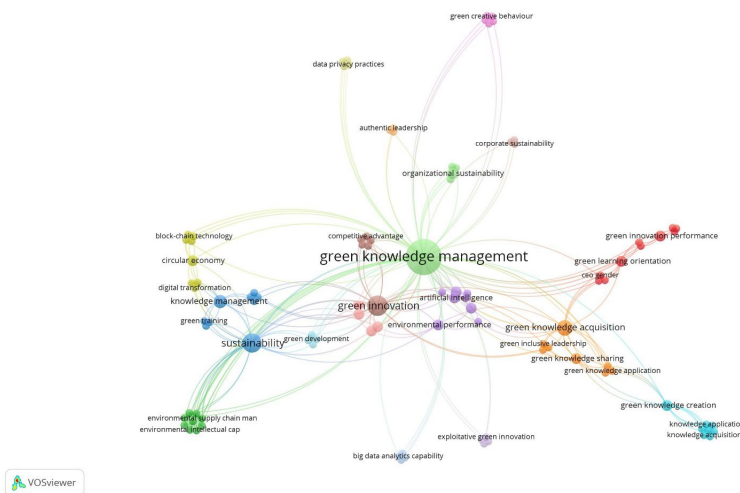 green creative behaviour
data privacy practices
authentic leadership
corporate sustainability
organizational sustainability
block-chain technology
competitive advantage
green innovation performance
green knowledge management
circular economy
green learning orientation
ceo gender
digital transformation
knowledge management
artificial intelligence
green innovation
green training
environmental performance
green knowledge acquisition
sustainability
green development
green inclusive leadership
green knowledge sharing
green knowledge application
green knowledge creation
environmental supply chain man
knowledge applicatio
environmental intellectual cap
knowledge acquisition
exploitative green innovation
big data analytics capability
VOSviewer